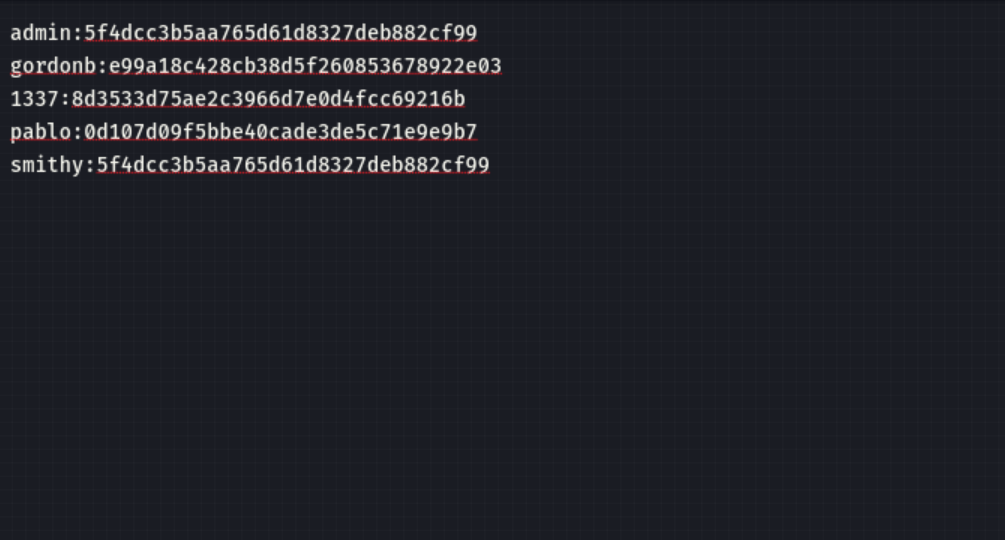 admin:5f4dcc3b5aa765d61d8327deb882cf99
gordonb:e99a18c428cb38d5f260853678922e03
1337:8d3533d75ae2c3966d7e0d4fcc69216b
pablo:0d107d09f5bbe40cade3de5c71e9e9b7
smithy:5f4dcc3b5aa765d61d8327deb882cf99